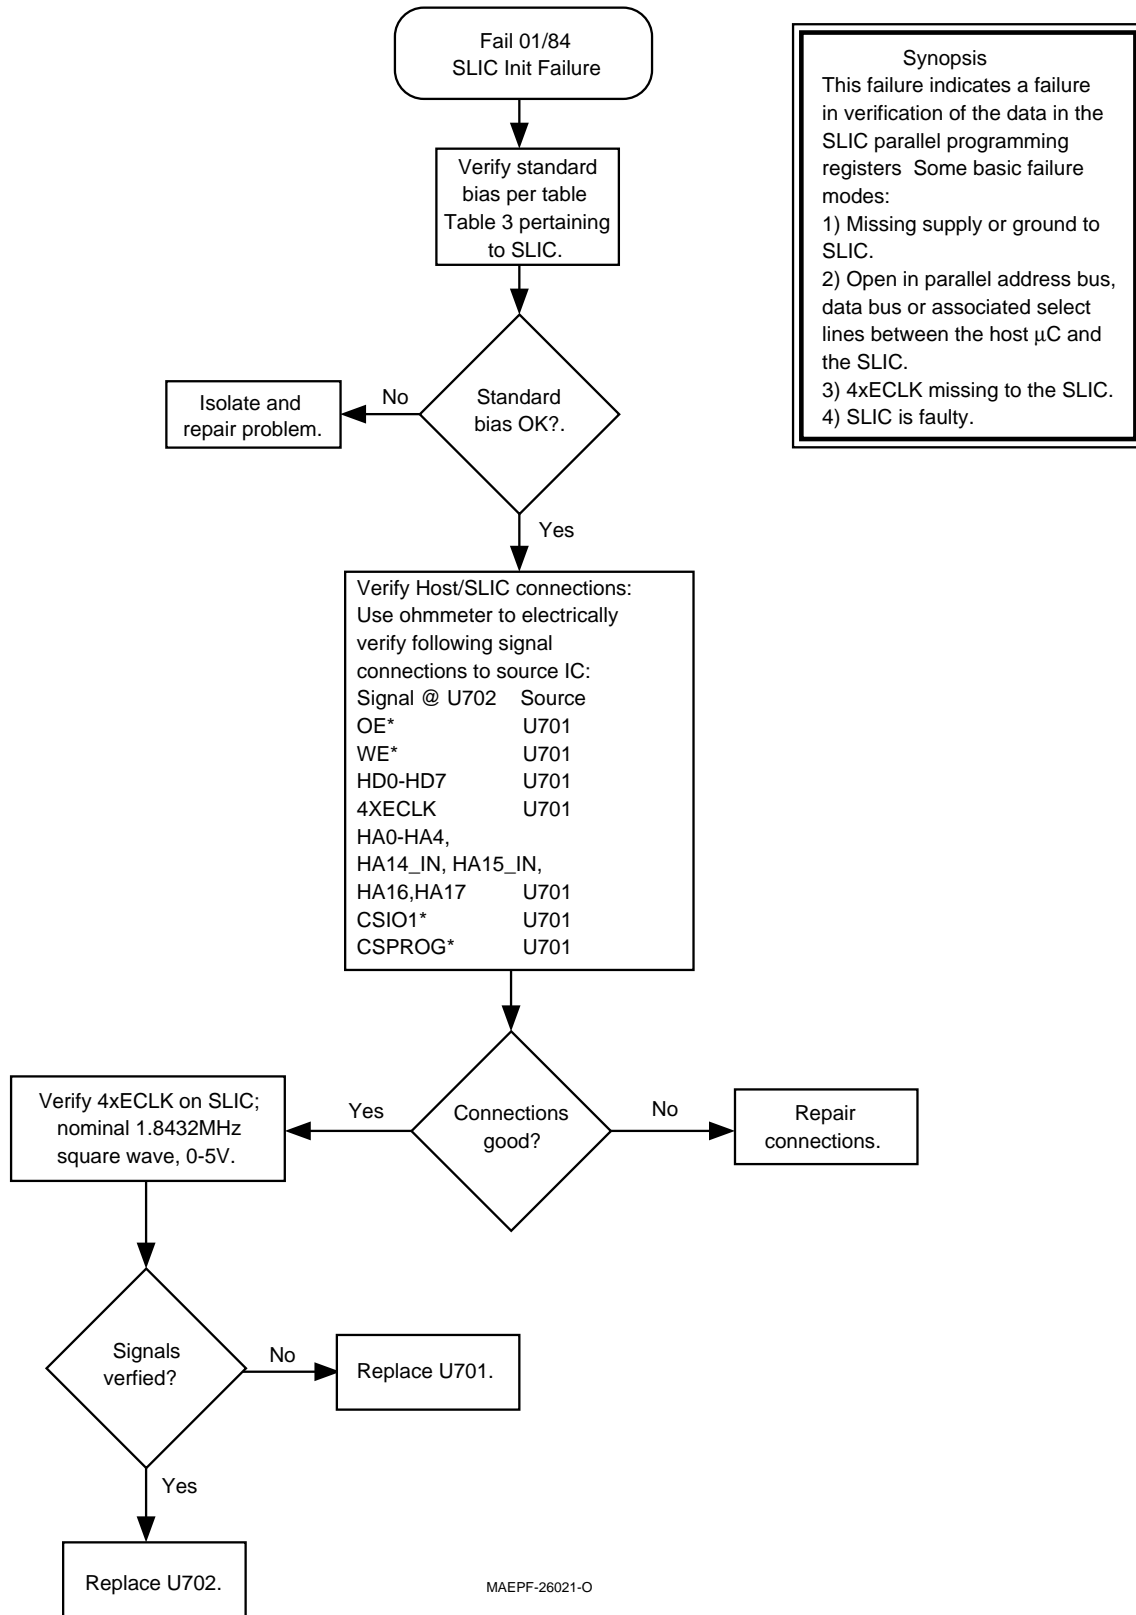 Fail 01/84
SLIC Init Failure
Synopsis
This failure indicates a failure
in verification of the data in the
SLIC parallel programming
registers  Some basic failure
modes:
1) Missing supply or ground to
SLIC.
2) Open in parallel address bus,
data bus or associated select
lines between the host μC and
the SLIC.
3) 4xECLK missing to the SLIC.
4) SLIC is faulty.
Verify standard
bias per table
Table 3 pertaining
to SLIC.
Standard
bias OK?.
No
Isolate and
repair problem.
Yes
Verify Host/SLIC connections:
Use ohmmeter to electrically
verify following signal
connections to source IC:
Signal @ U702 Source
OE* U701
WE* U701
HD0-HD7 U701
4XECLK U701
HA0-HA4,
HA14_IN, HA15_IN,
HA16,HA17 U701
CSIO1* U701
CSPROG* U701
Connections
good?
No
Repair
connections.
Yes
Verify 4xECLK on SLIC;
nominal 1.8432MHz
square wave, 0-5V.
Signals
verfied?
No
Replace U701.
Yes
Replace U702.
MAEPF-26021-O